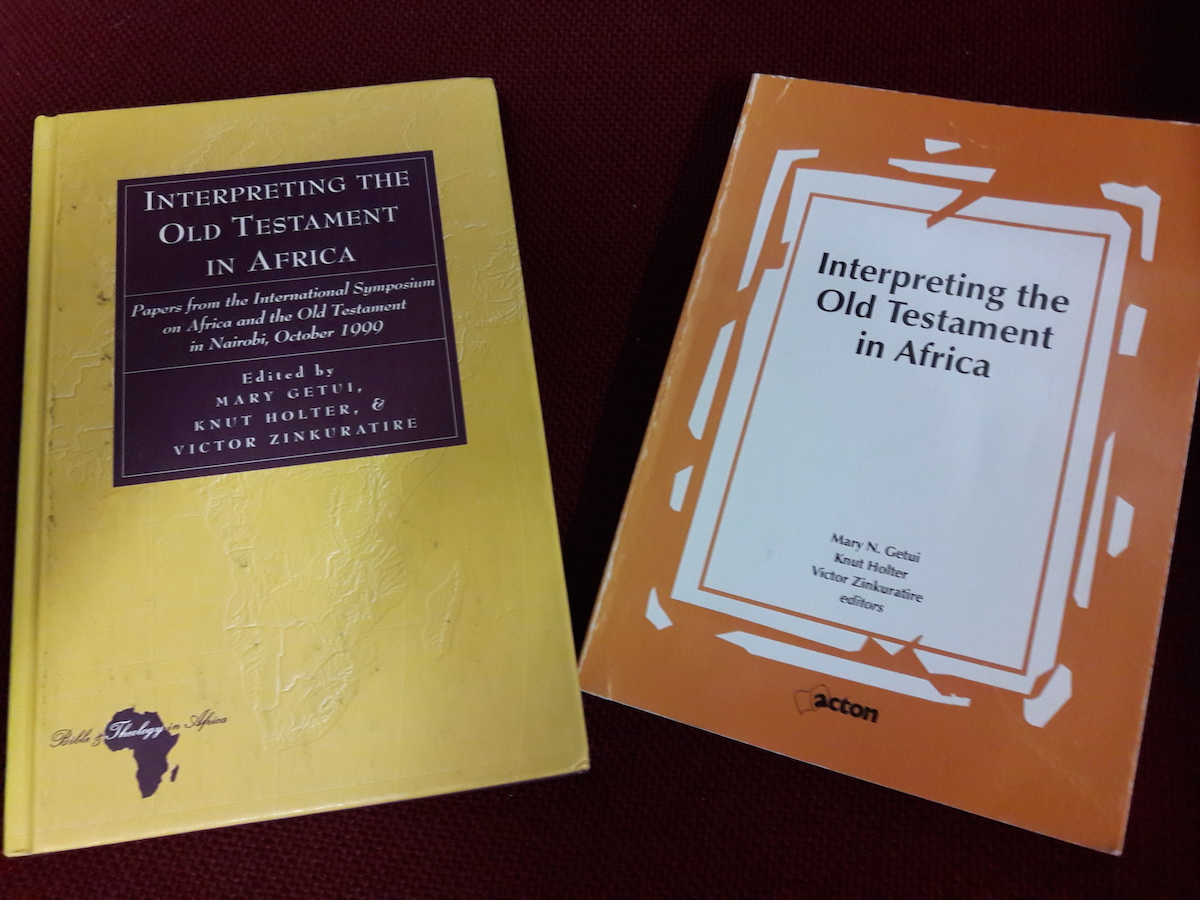 INTERPRETING THE
OLD TESTAMENT
IN AFRICA
Papers from the International Symposium
on Africa and the Old Testament
in Nairobi, October 1999
Edited by
MARY GETUI,
KNUT HOLTER, &
VICTOR ZINKURATIRE
Bible & Theology in Africa
Interpreting the
Old Testament
in Africa
Mary N. Getui
Knut Holter
Victor Zinkuratire
editors
acton